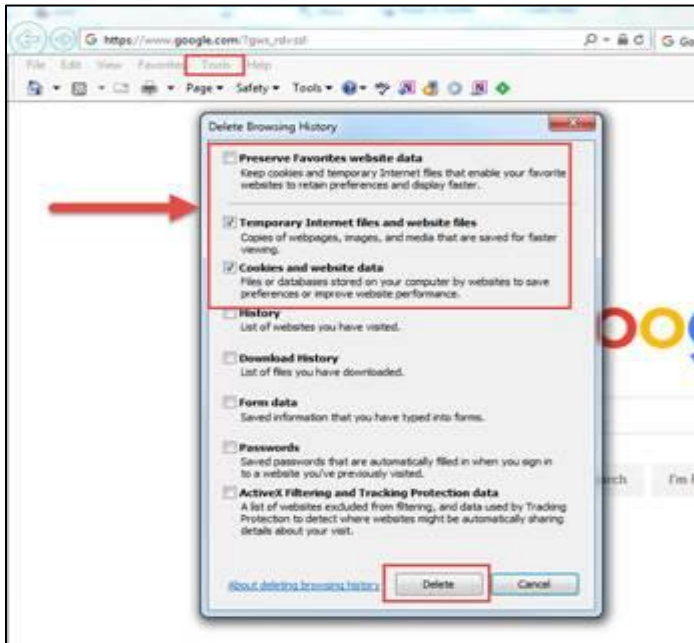 https://www.google.com/?gws_rd=ssl
G Go
File Edit View Favorites Tools Help
Page Safety Tools
Delete Browsing History
Preserve Favorites website data
Keep cookies and temporary Internet files that enable your favorite
websites to retain preferences and display faster.
Temporary Internet files and website files
Copies of webpages, images, and media that are saved for faster
viewing.
Cookies and website data
Files or databases stored on your computer by websites to save
preferences or improve website performance.
History
List of websites you have visited.
Download History
List of files you have downloaded.
Form data
Saved information that you have typed into forms.
Passwords
Saved passwords that are automatically filled in when you sign in
to a website you've previously visited.
ActiveX Filtering and Tracking Protection data
A list of websites excluded from filtering, and data used by Tracking
Protection to detect where websites might be automatically sharing
details about your visit.
arch I'm F
About deleting browsing history Delete Cancel